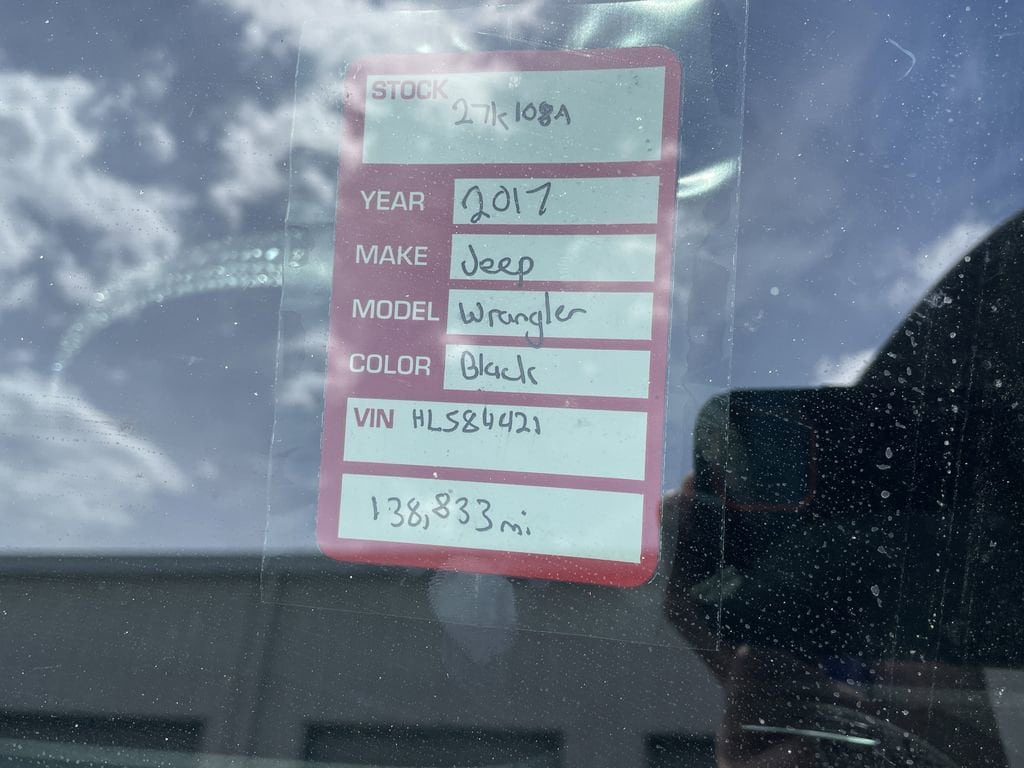 STOCK
27k108A
YEAR 2017
MAKE Jeep
MODEL Wrangler
COLOR Black
VIN HL584421
138,833 mi.